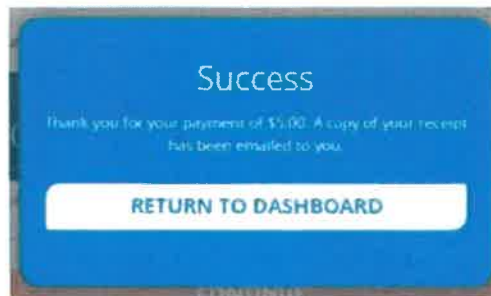 Success
Thank you for your payment of $5.00. A copy of your receipt
has been emailed to you.
RETURN TO DASHBOARD